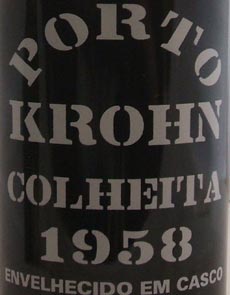 PORTO
KROHN
COLHEITA
1958
ENVELHECIDO EM CASCO